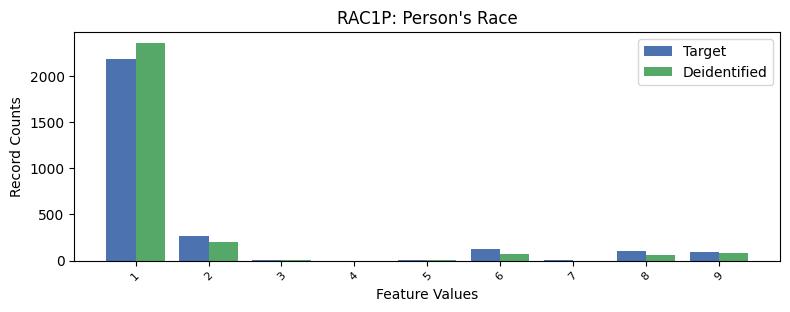 RAC1P: Person's Race
Target
Deidentified
Record Counts
2000
1500
1000
500
0
1 2 3 4 5 6 7 8 9
Feature Values